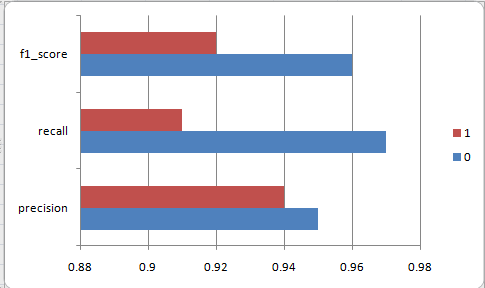 f1_score
recall
precision
1
0
0.88 0.9 0.92 0.94 0.96 0.98